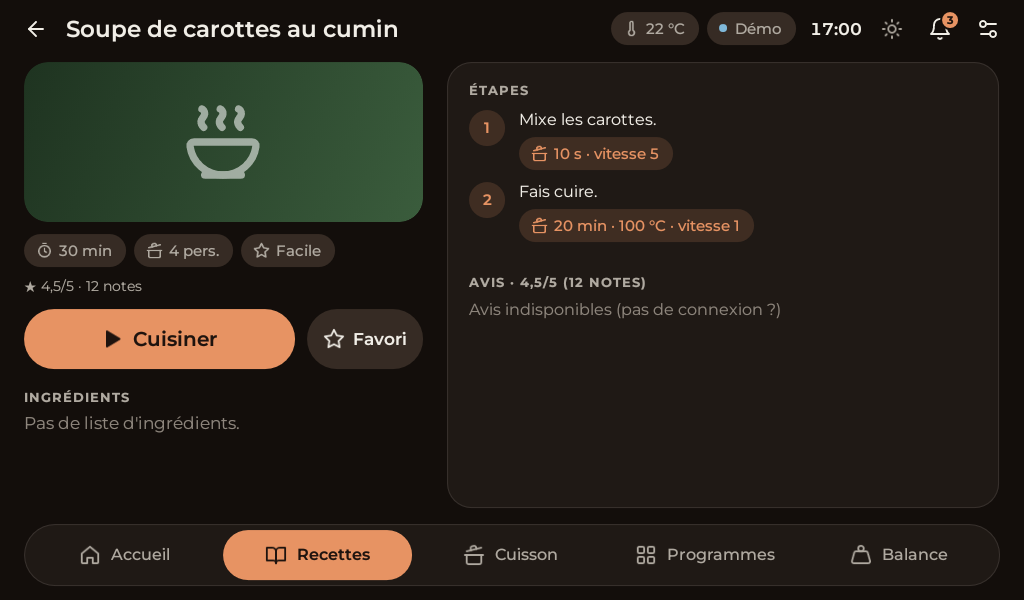 Soupe de carottes au cumin
22 °C
Démo
17:00
3
30 min
4 pers.
Facile
★ 4,5/5 · 12 notes
Cuisiner
Favori
INGRÉDIENTS
Pas de liste d'ingrédients.
ÉTAPES
1
Mixe les carottes.
10 s · vitesse 5
2
Fais cuire.
20 min · 100 °C · vitesse 1
AVIS · 4,5/5 (12 NOTES)
Avis indisponibles (pas de connexion ?)
Accueil
Recettes
Cuisson
Programmes
Balance